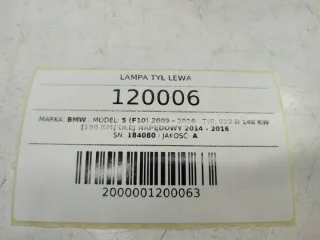 LAMPA TYŁ LEWA
120006
MARKA: BMW / MODEL: 5 (F10) 2009 - 2016 / TYP: 520 D 140 KW
[190 KM] OLEJ NAPĘDOWY 2014 - 2016
SN: 184080 / JAKOŚĆ: A
2000001200063